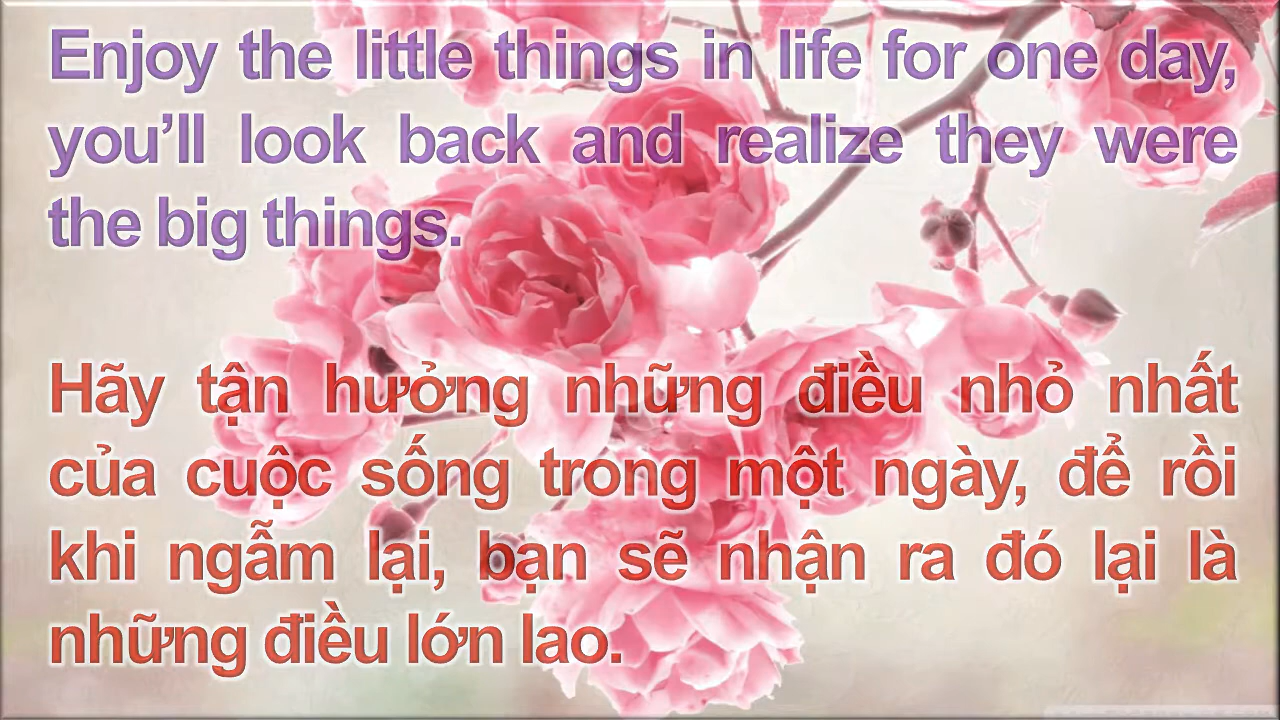 Enjoy the little things in life for one day,
you’ll look back and realize they were
the big things.
Hãy tận hưởng những điều nhỏ nhất
của cuộc sống trong một ngày, để rồi
khi ngẫm lại, bạn sẽ nhận ra đó lại là
những điều lớn lao.